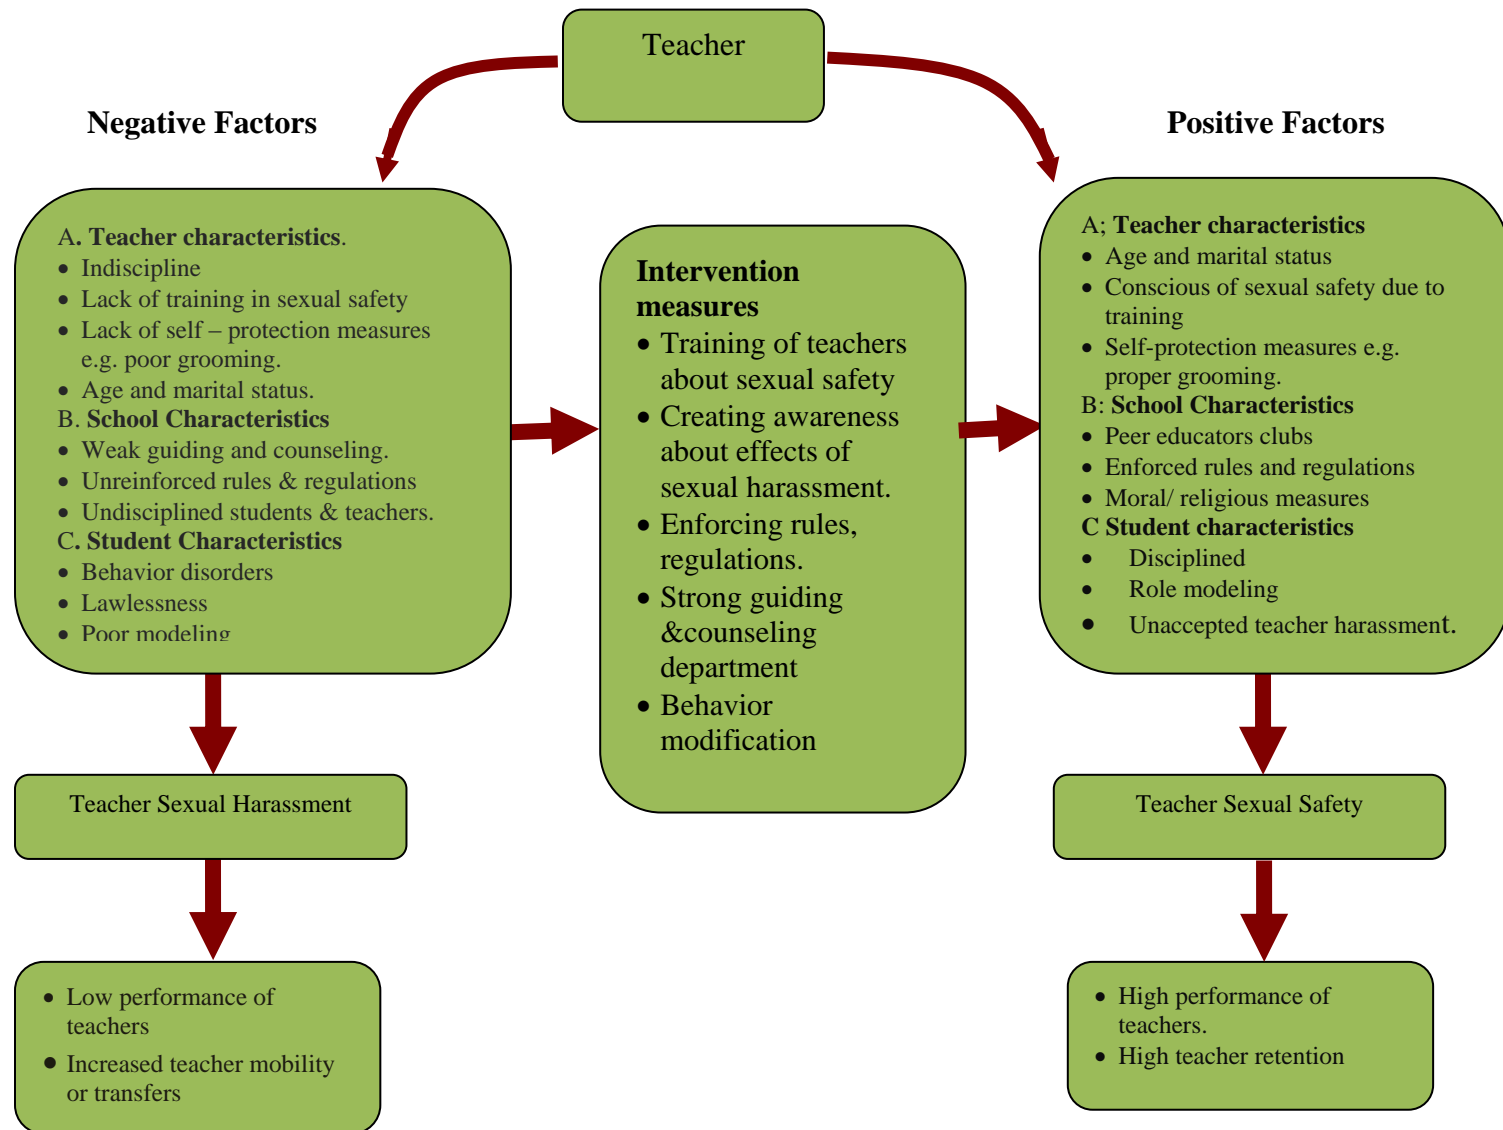 Teacher
Negative Factors
Positive Factors
A. Teacher characteristics.
• Indiscipline
• Lack of training in sexual safety
• Lack of self – protection measures
e.g. poor grooming.
• Age and marital status.
B. School Characteristics
• Weak guiding and counseling.
• Unreinforced rules & regulations
• Undisciplined students & teachers.
C. Student Characteristics
• Behavior disorders
• Lawlessness
• Poor modeling
Intervention
measures
• Training of teachers
about sexual safety
• Creating awareness
about effects of
sexual harassment.
• Enforcing rules,
regulations.
• Strong guiding
&counseling
department
• Behavior
modification
A; Teacher characteristics
• Age and marital status
• Conscious of sexual safety due to
training
• Self-protection measures e.g.
proper grooming.
B: School Characteristics
• Peer educators clubs
• Enforced rules and regulations
• Moral/ religious measures
C Student characteristics
• Disciplined
• Role modeling
• Unaccepted teacher harassment.
Teacher Sexual Harassment
Teacher Sexual Safety
• Low performance of
teachers
• Increased teacher mobility
or transfers
• High performance of
teachers.
• High teacher retention